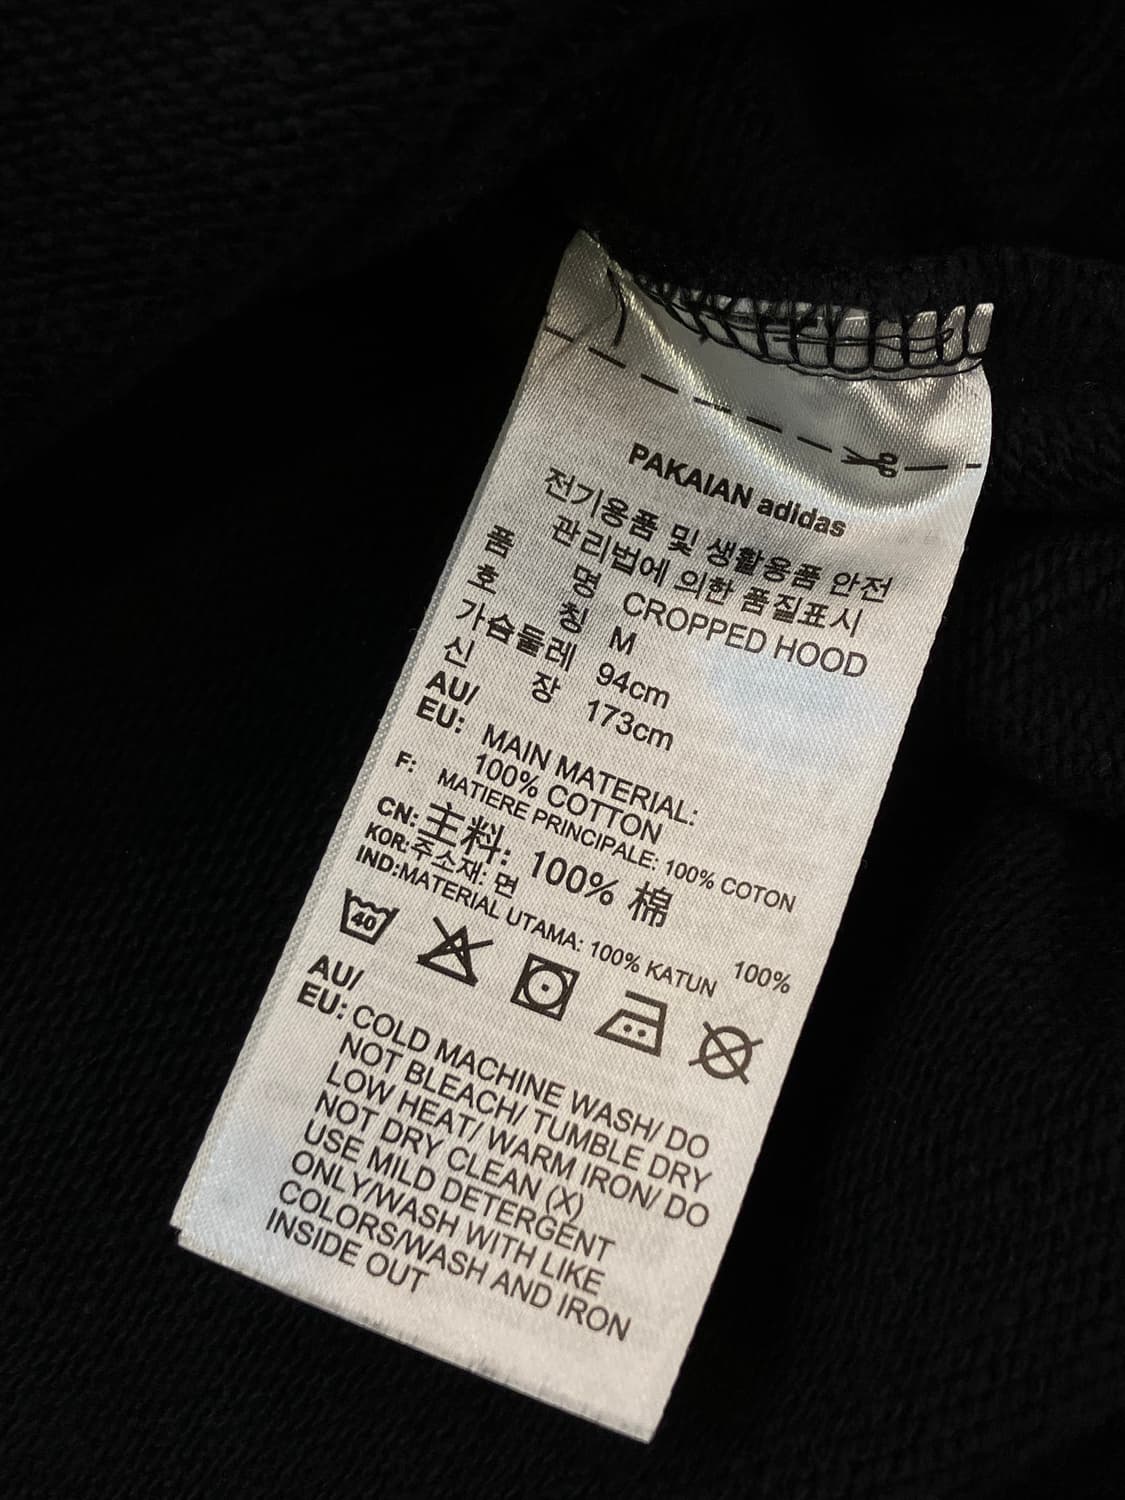 PAKAIAN adidas
전기용품 및 생활용품 안전
관리법에 의한 품질표시
품 명 CROPPED HOOD
호 칭 M
가슴둘레 94cm
신 장 173cm
AU/
EU: MAIN MATERIAL:
100% COTTON
F: MATIERE PRINCIPALE: 100% COTON
CN: 主料: 100% 棉
KOR: 주소재: 면 100%
IND:MATERIAL UTAMA: 100% KATUN
40
AU/
EU: COLD MACHINE WASH/ DO
NOT BLEACH/ TUMBLE DRY
LOW HEAT/ WARM IRON/ DO
NOT DRY CLEAN (X)
USE MILD DETERGENT
ONLY/WASH WITH LIKE
COLORS/WASH AND IRON
INSIDE OUT